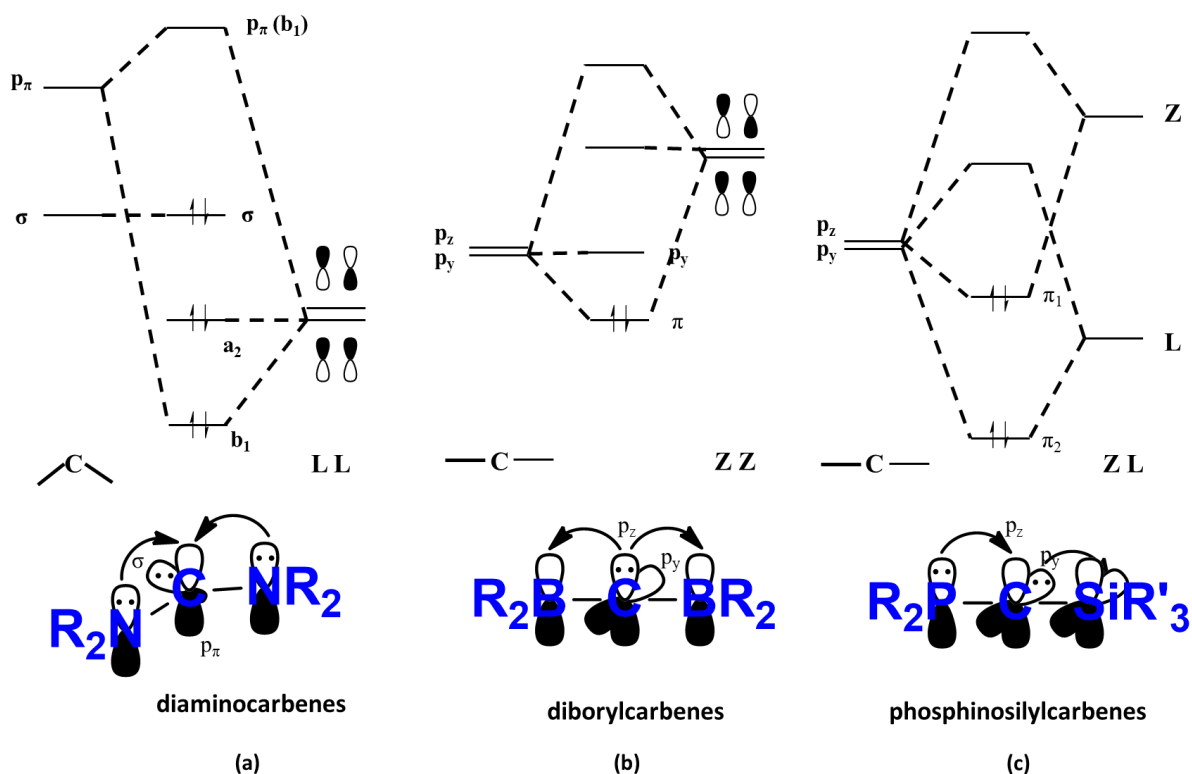 pπ (b1)
pπ
σ
σ
a2
b1
C
L L
σ
R2N
C
NR2
pπ
diaminocarbenes
(a)
pz
py
py
π
C
Z Z
pz
py
R2B
C
BR2
diborylcarbenes
(b)
Z
pz
py
π1
L
π2
C
Z L
pz
py
R2P
C
SiR'3
phosphinosilylcarbenes
(c)